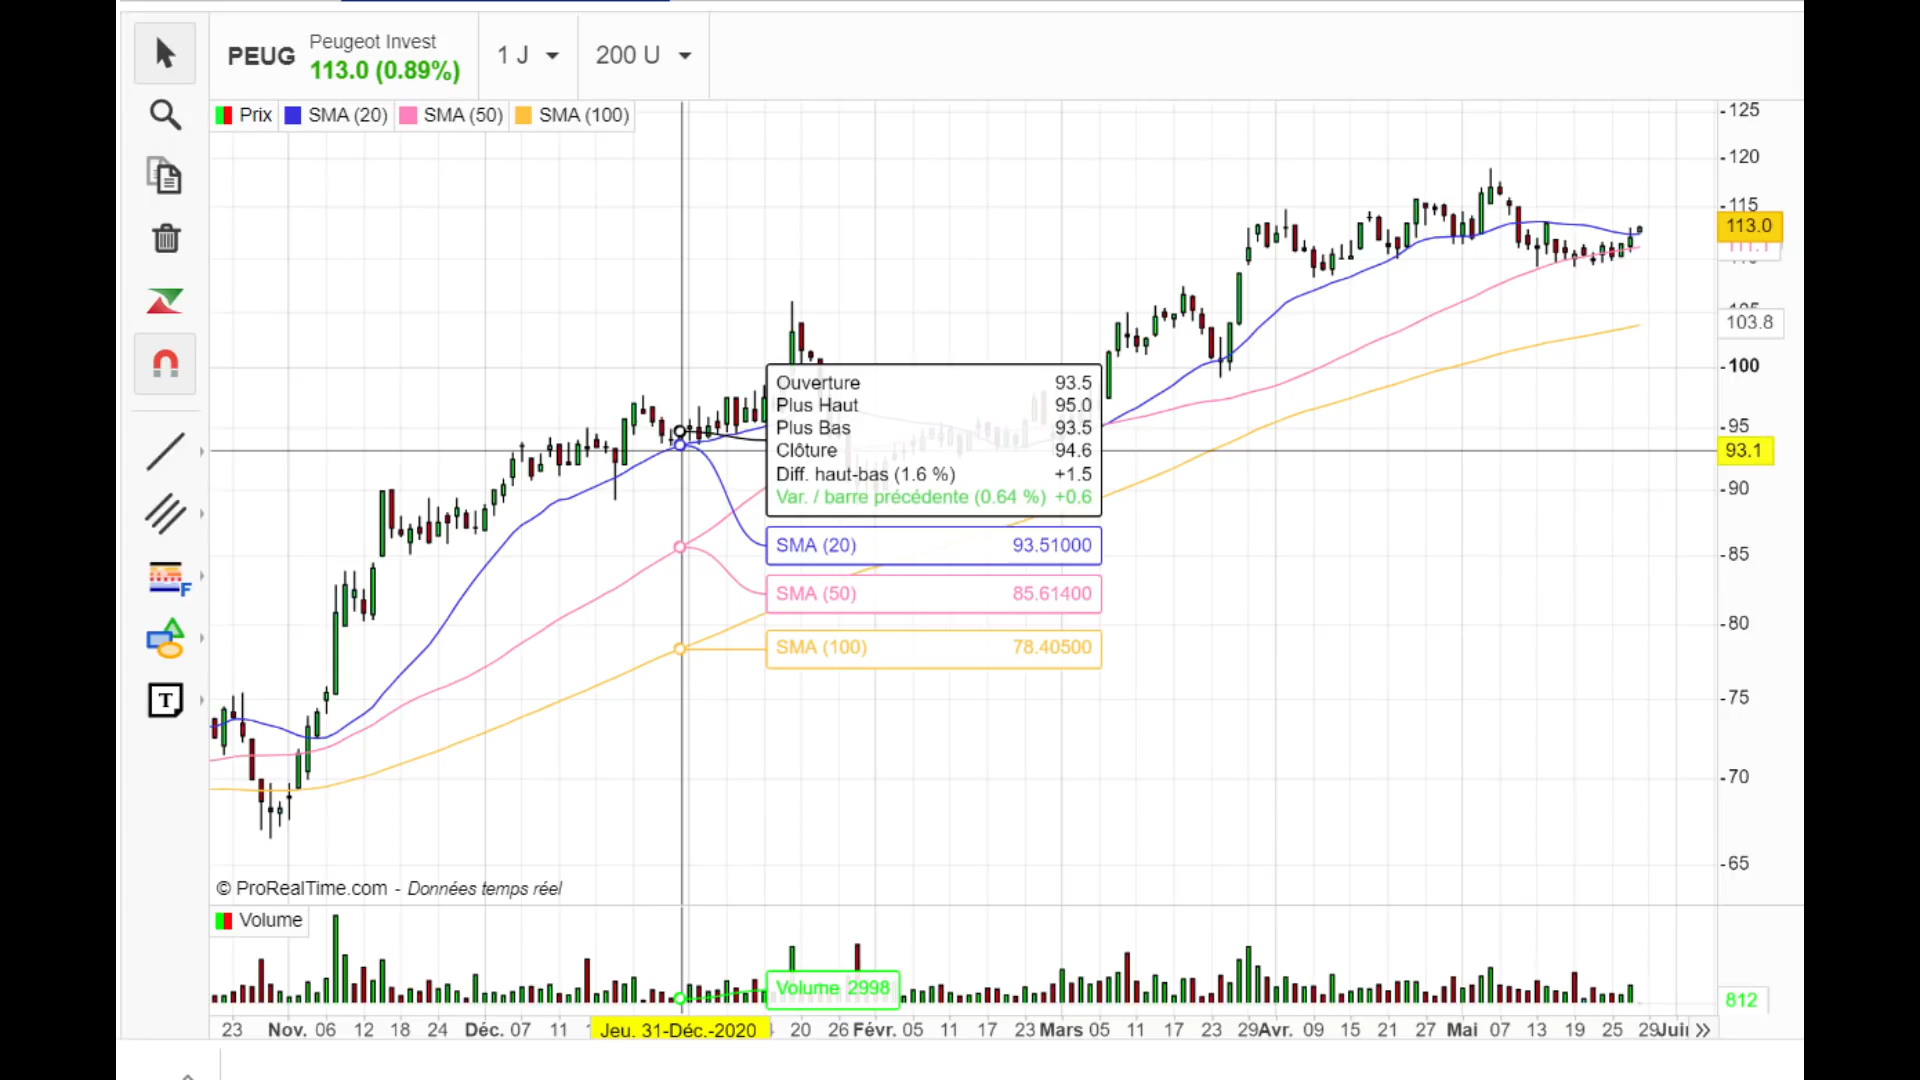 PEUG
Peugeot Invest
113.0 (0.89%)
1 J
200 U
Prix
SMA (20)
SMA (50)
SMA (100)
125
120
115
113.0
103.8
100
95
93.1
90
85
80
75
70
65
Ouverture 93.5
Plus Haut 95.0
Plus Bas 93.5
Clôture 94.6
Diff. haut-bas (1.6 %) +1.5
Var. / barre précédente (0.64 %) +0.6
SMA (20) 93.51000
SMA (50) 85.61400
SMA (100) 78.40500
F
T
© ProRealTime.com - Données temps réel
Volume
Volume 2998
812
23 Nov. 06 12 18 24 Déc. 07 11 Jeu. 31-Déc.-2020 20 26 Févr. 05 11 17 23 Mars 05 11 17 23 29 Avr. 09 15 21 27 Mai 07 13 19 25 29 Juin »